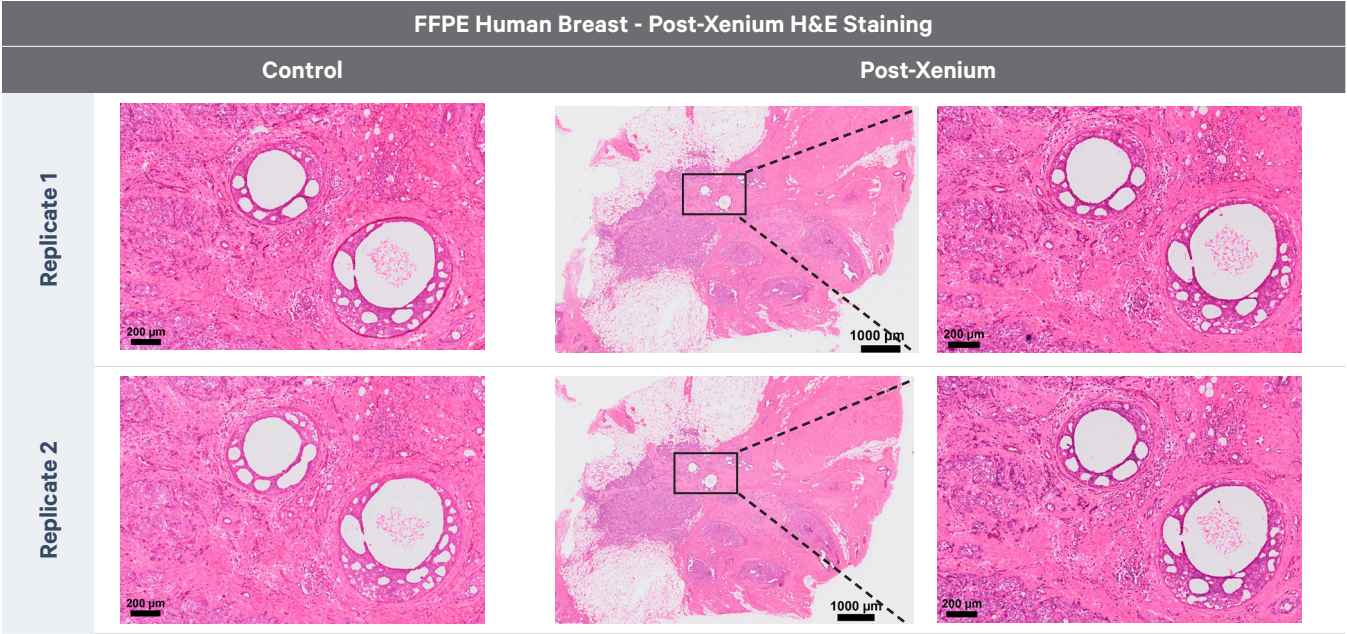 FFPE Human Breast - Post-Xenium H&E Staining
Control
Post-Xenium
Replicate 1
200 µm
1000 µm
200 µm
Replicate 2
200 µm
1000 µm
200 µm